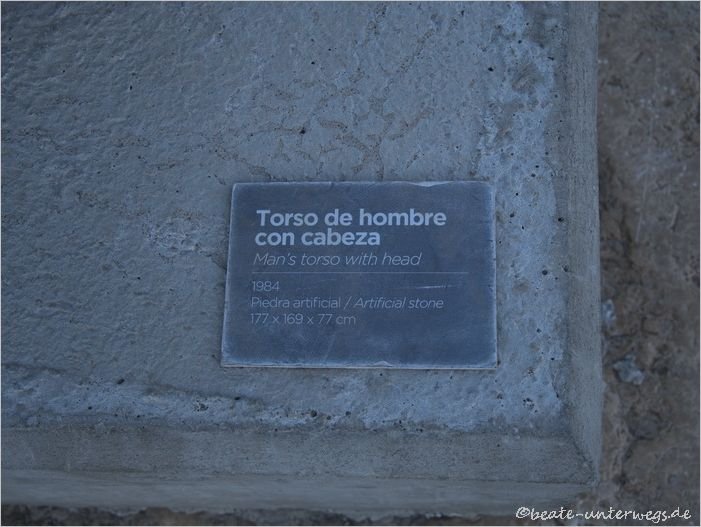 Torso de hombre
con cabeza
Man's torso with head
1984
Piedra artificial / Artificial stone
177 x 169 x 77 cm
©beate-unterwegs.de